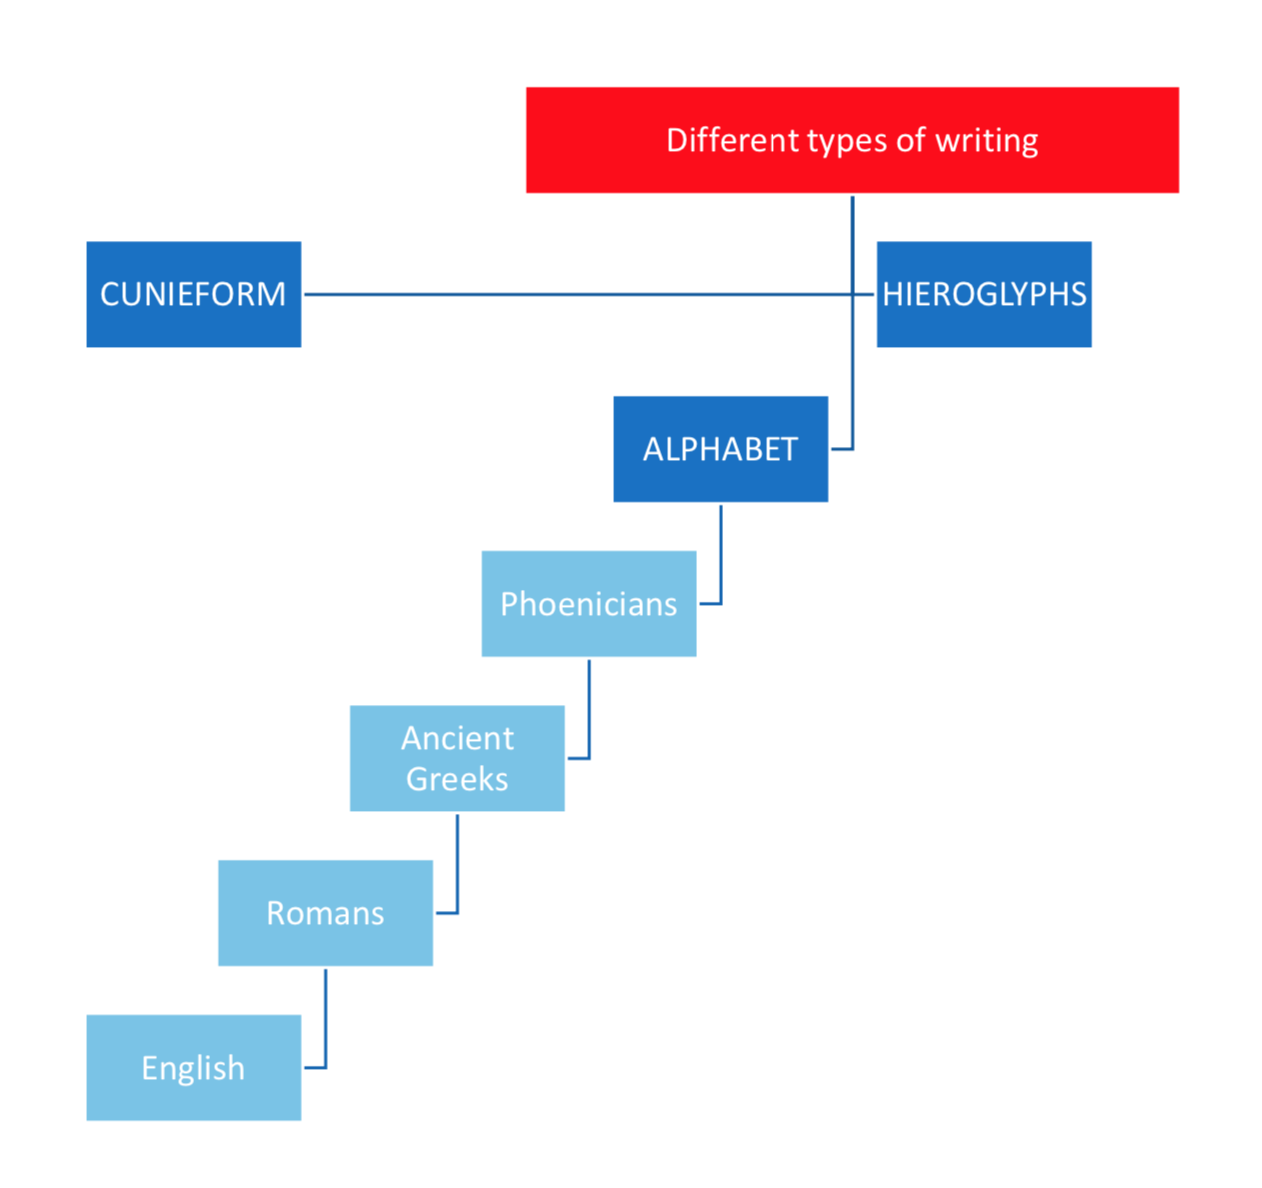 Different types of writing
CUNIEFORM
HIEROGLYPHS
ALPHABET
Phoenicians
Ancient
Greeks
Romans
English